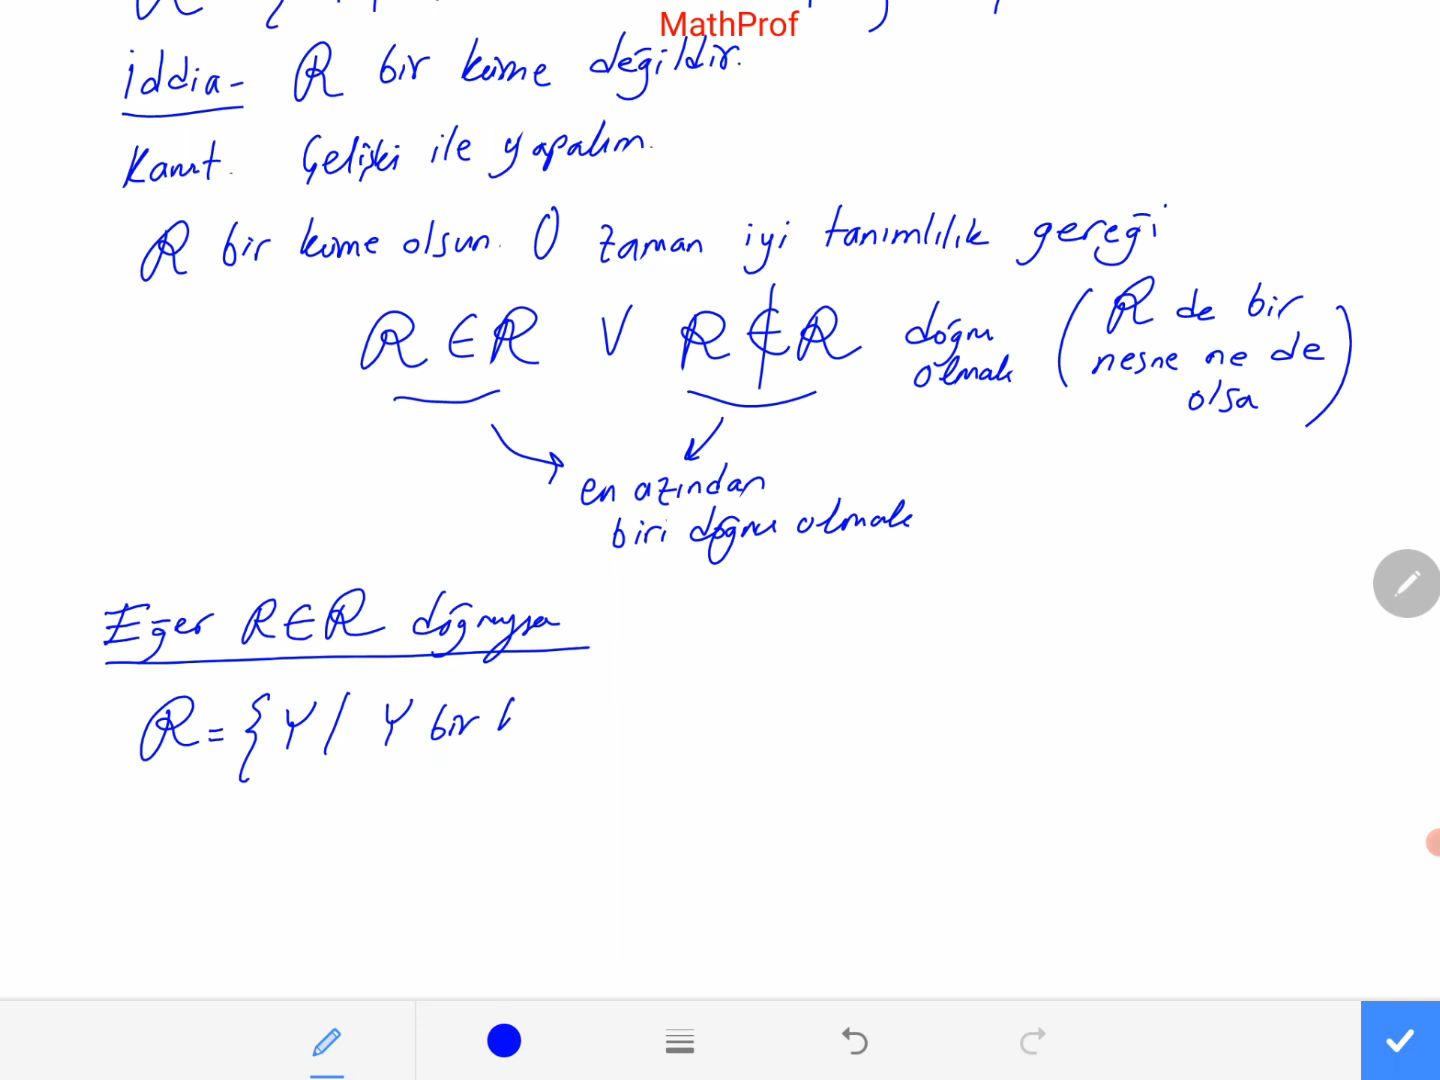 MathProf
iddia- R bir küme değildir.
Kanıt. Çelişki ile yapalım.
R bir küme olsun. O zaman iyi tanımlılık gereği
R ∈ R ∨ R ∉ R doğru olmalı (R de bir nesne ne de olsa)
en azından
biri doğru olmalı
Eğer R ∈ R doğruysa
R = { Y / Y bir